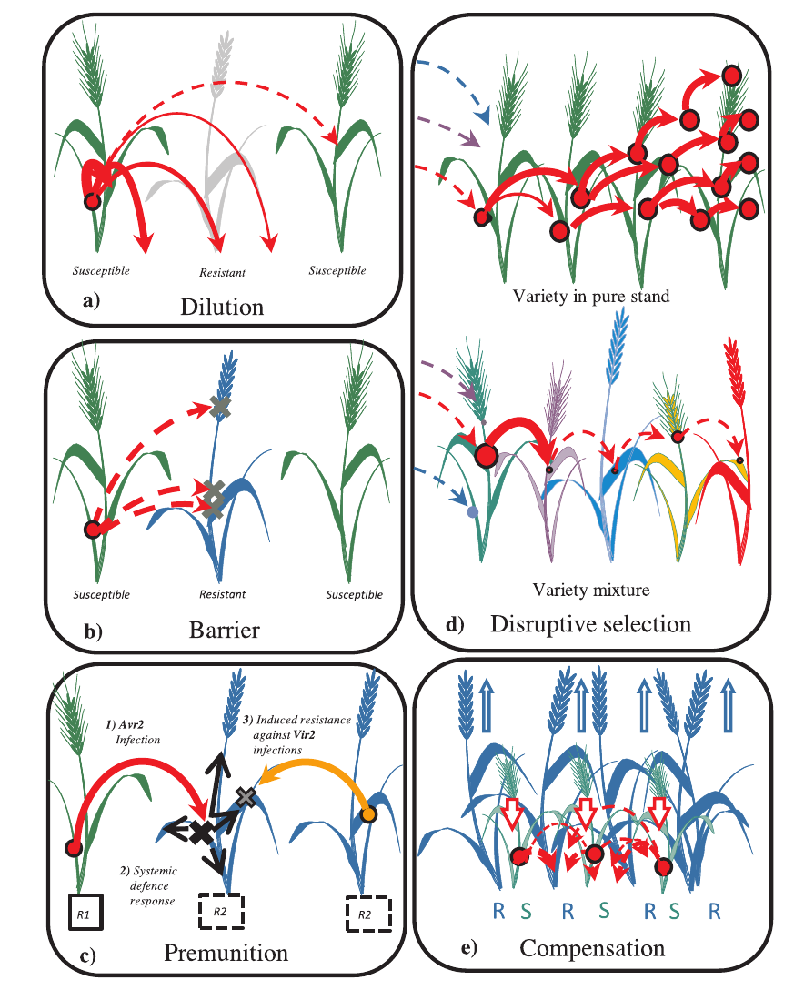 Susceptible
Resistant
Susceptible
a)
Dilution
Susceptible
Resistant
Susceptible
b)
Barrier
1) Avr2
Infection
3) Induced resistance
against Vir2
infections
2) Systemic
defence
response
R1
R2
R2
c)
Premunition
Variety in pure stand
Variety mixture
d)
Disruptive selection
R S R S R S R
e)
Compensation